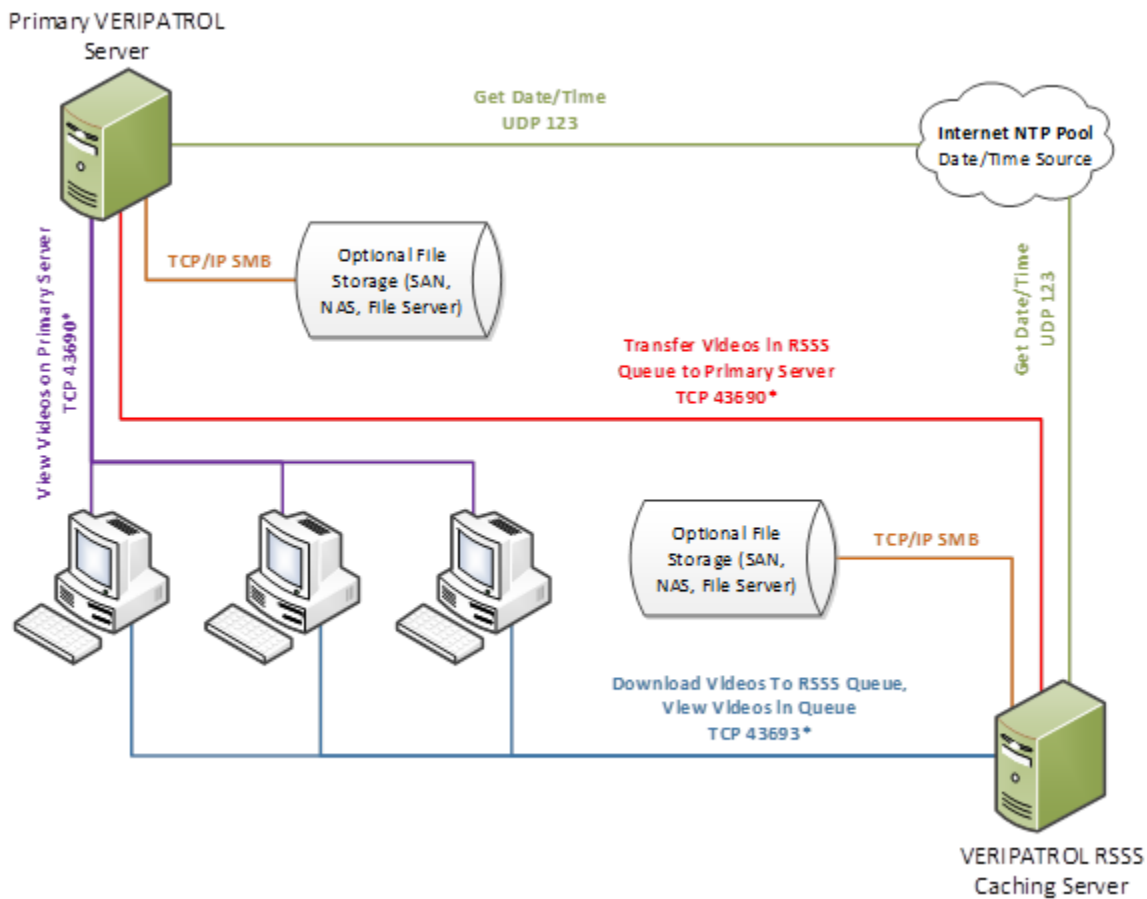 Primary VERIPATROL
Server
Get Date/Time
UDP 123
Internet NTP Pool
Date/Time Source
View Videos on Primary Server
TCP 43690*
TCP/IP SMB
Optional File
Storage (SAN,
NAS, File Server)
Get Date/Time
UDP 123
Transfer Videos in RSSS
Queue to Primary Server
TCP 43690*
Optional File
Storage (SAN,
NAS, File Server)
TCP/IP SMB
Download Videos To RSSS Queue,
View Videos in Queue
TCP 43693*
VERIPATROL RSSS
Caching Server